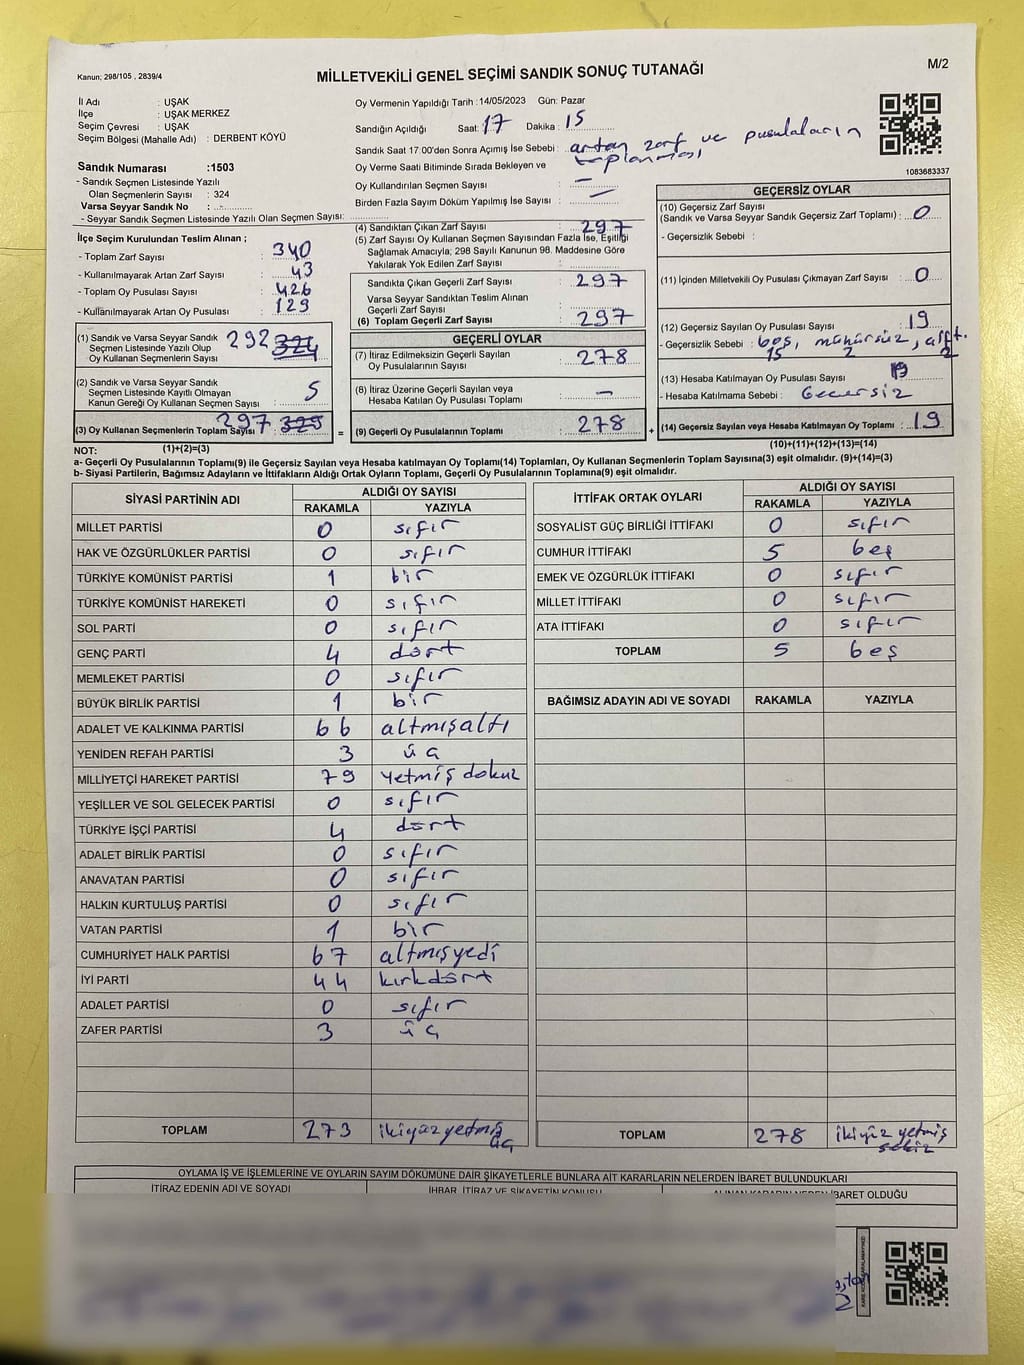 Kanun; 298/105 , 2839/4
MİLLETVEKİLİ GENEL SEÇİMİ SANDIK SONUÇ TUTANAĞI
M/2
İl Adı : UŞAK
İlçe : UŞAK MERKEZ
Seçim Çevresi : UŞAK
Seçim Bölgesi (Mahalle Adı) : DERBENT KÖYÜ
Sandık Numarası :1503
- Sandık Seçmen Listesinde Yazılı
Olan Seçmenlerin Sayısı : 324
Varsa Seyyar Sandık No :
- Seyyar Sandık Seçmen Listesinde Yazılı Olan Seçmen Sayısı:
Oy Vermenin Yapıldığı Tarih :14/05/2023 Gün: Pazar
Sandığın Açıldığı Saat: 17 Dakika : 15
Sandık Saat 17.00'den Sonra Açımış İse Sebebi : artan zarf ve pusulaların
toplanması
Oy Verme Saati Bitiminde Sırada Bekleyen ve
Oy Kullandırılan Seçmen Sayısı : —
Birden Fazla Sayım Döküm Yapılmış İse Sayısı : —
1083683337
İlçe Seçim Kurulundan Teslim Alınan ;
- Toplam Zarf Sayısı : 340
- Kullanılmayarak Artan Zarf Sayısı : 43
- Toplam Oy Pusulası Sayısı : 426
- Kullanılmayarak Artan Oy Pusulası : 129
(4) Sandıktan Çıkan Zarf Sayısı : 297
(5) Zarf Sayısı Oy Kullanan Seçmen Sayısından Fazla İse, Eşitliği
Sağlamak Amacıyla; 298 Sayılı Kanunun 98. Maddesine Göre
Yakılarak Yok Edilen Zarf Sayısı :
Sandıkta Çıkan Geçerli Zarf Sayısı : 297
Varsa Seyyar Sandıktan Teslim Alınan
Geçerli Zarf Sayısı :
(6) Toplam Geçerli Zarf Sayısı : 297
GEÇERSİZ OYLAR
(10) Geçersiz Zarf Sayısı
(Sandık ve Varsa Seyyar Sandık Geçersiz Zarf Toplamı) : 0
- Geçersizlik Sebebi :
(11) İçinden Milletvekili Oy Pusulası Çıkmayan Zarf Sayısı : 0
(12) Geçersiz Sayılan Oy Pusulası Sayısı : 19
- Geçersizlik Sebebi : boş, mühürsüz, çift.
15 2 2
(13) Hesaba Katılmayan Oy Pusulası Sayısı
- Hesaba Katılmama Sebebi : Geçersiz
(14) Geçersiz Sayılan veya Hesaba Katılmayan Oy Toplamı : 19
(1) Sandık ve Varsa Seyyar Sandık
Seçmen Listesinde Yazılı Olup
Oy Kullanan Seçmenlerin Sayısı : 292 324
(2) Sandık ve Varsa Seyyar Sandık
Seçmen Listesinde Kayıtlı Olmayan
Kanun Gereği Oy Kullanan Seçmen Sayısı : 5
(3) Oy Kullanan Seçmenlerin Toplam Sayısı : 297 329
GEÇERLİ OYLAR
(7) İtiraz Edilmeksizin Geçerli Sayılan
Oy Pusulalarının Sayısı : 278
(8) İtiraz Üzerine Geçerli Sayılan veya
Hesaba Katılan Oy Pusulası Toplamı : —
= (9) Geçerli Oy Pusulalarının Toplamı : 278 +
NOT: (1)+(2)=(3)
(10)+(11)+(12)+(13)=(14)
a- Geçerli Oy Pusulalarının Toplamı(9) ile Geçersiz Sayılan veya Hesaba katılmayan Oy Toplamı(14) Toplamları, Oy Kullanan Seçmenlerin Toplam Sayısına(3) eşit olmalıdır. (9)+(14)=(3)
b- Siyasi Partilerin, Bağımsız Adayların ve İttifakların Aldığı Ortak Oyların Toplamı, Geçerli Oy Pusulalarının Toplamına(9) eşit olmalıdır.
SİYASİ PARTİNİN ADI ALDIĞI OY SAYISI
RAKAMLA YAZIYLA
MİLLET PARTİSİ 0 sıfır
HAK VE ÖZGÜRLÜKLER PARTİSİ 0 sıfır
TÜRKİYE KOMÜNİST PARTİSİ 1 bir
TÜRKİYE KOMÜNİST HAREKETİ 0 sıfır
SOL PARTİ 0 sıfır
GENÇ PARTİ 4 dört
MEMLEKET PARTİSİ 0 sıfır
BÜYÜK BİRLİK PARTİSİ 1 bir
ADALET VE KALKINMA PARTİSİ 66 altmışaltı
YENİDEN REFAH PARTİSİ 3 üç
MİLLİYETÇİ HAREKET PARTİSİ 79 yetmiş dokuz
YEŞİLLER VE SOL GELECEK PARTİSİ 0 sıfır
TÜRKİYE İŞÇİ PARTİSİ 4 dört
ADALET BİRLİK PARTİSİ 0 sıfır
ANAVATAN PARTİSİ 0 sıfır
HALKIN KURTULUŞ PARTİSİ 0 sıfır
VATAN PARTİSİ 1 bir
CUMHURİYET HALK PARTİSİ 67 altmışyedi
İYİ PARTİ 44 kırkdört
ADALET PARTİSİ 0 sıfır
ZAFER PARTİSİ 3 üç
TOPLAM 273 ikiyüzyetmiş
üç
İTTİFAK ORTAK OYLARI ALDIĞI OY SAYISI
RAKAMLA YAZIYLA
SOSYALİST GÜÇ BİRLİĞİ İTTİFAKI 0 sıfır
CUMHUR İTTİFAKI 5 beş
EMEK VE ÖZGÜRLÜK İTTİFAKI 0 sıfır
MİLLET İTTİFAKI 0 sıfır
ATA İTTİFAKI 0 sıfır
TOPLAM 5 beş
BAĞIMSIZ ADAYIN ADI VE SOYADI RAKAMLA YAZIYLA
TOPLAM 278 ikiyüz yetmiş
sekiz
OYLAMA İŞ VE İŞLEMLERİNE VE OYLARIN SAYIM DÖKÜMÜNE DAİR ŞİKAYETLERLE BUNLARA AİT KARARLARIN NELERDEN İBARET BULUNDUKLARI
İTİRAZ EDENİN ADI VE SOYADI İHBAR, İTİRAZ VE ŞİKAYETİN KONUSU ALINAN KARARIN NEDEN İBARET OLDUĞU